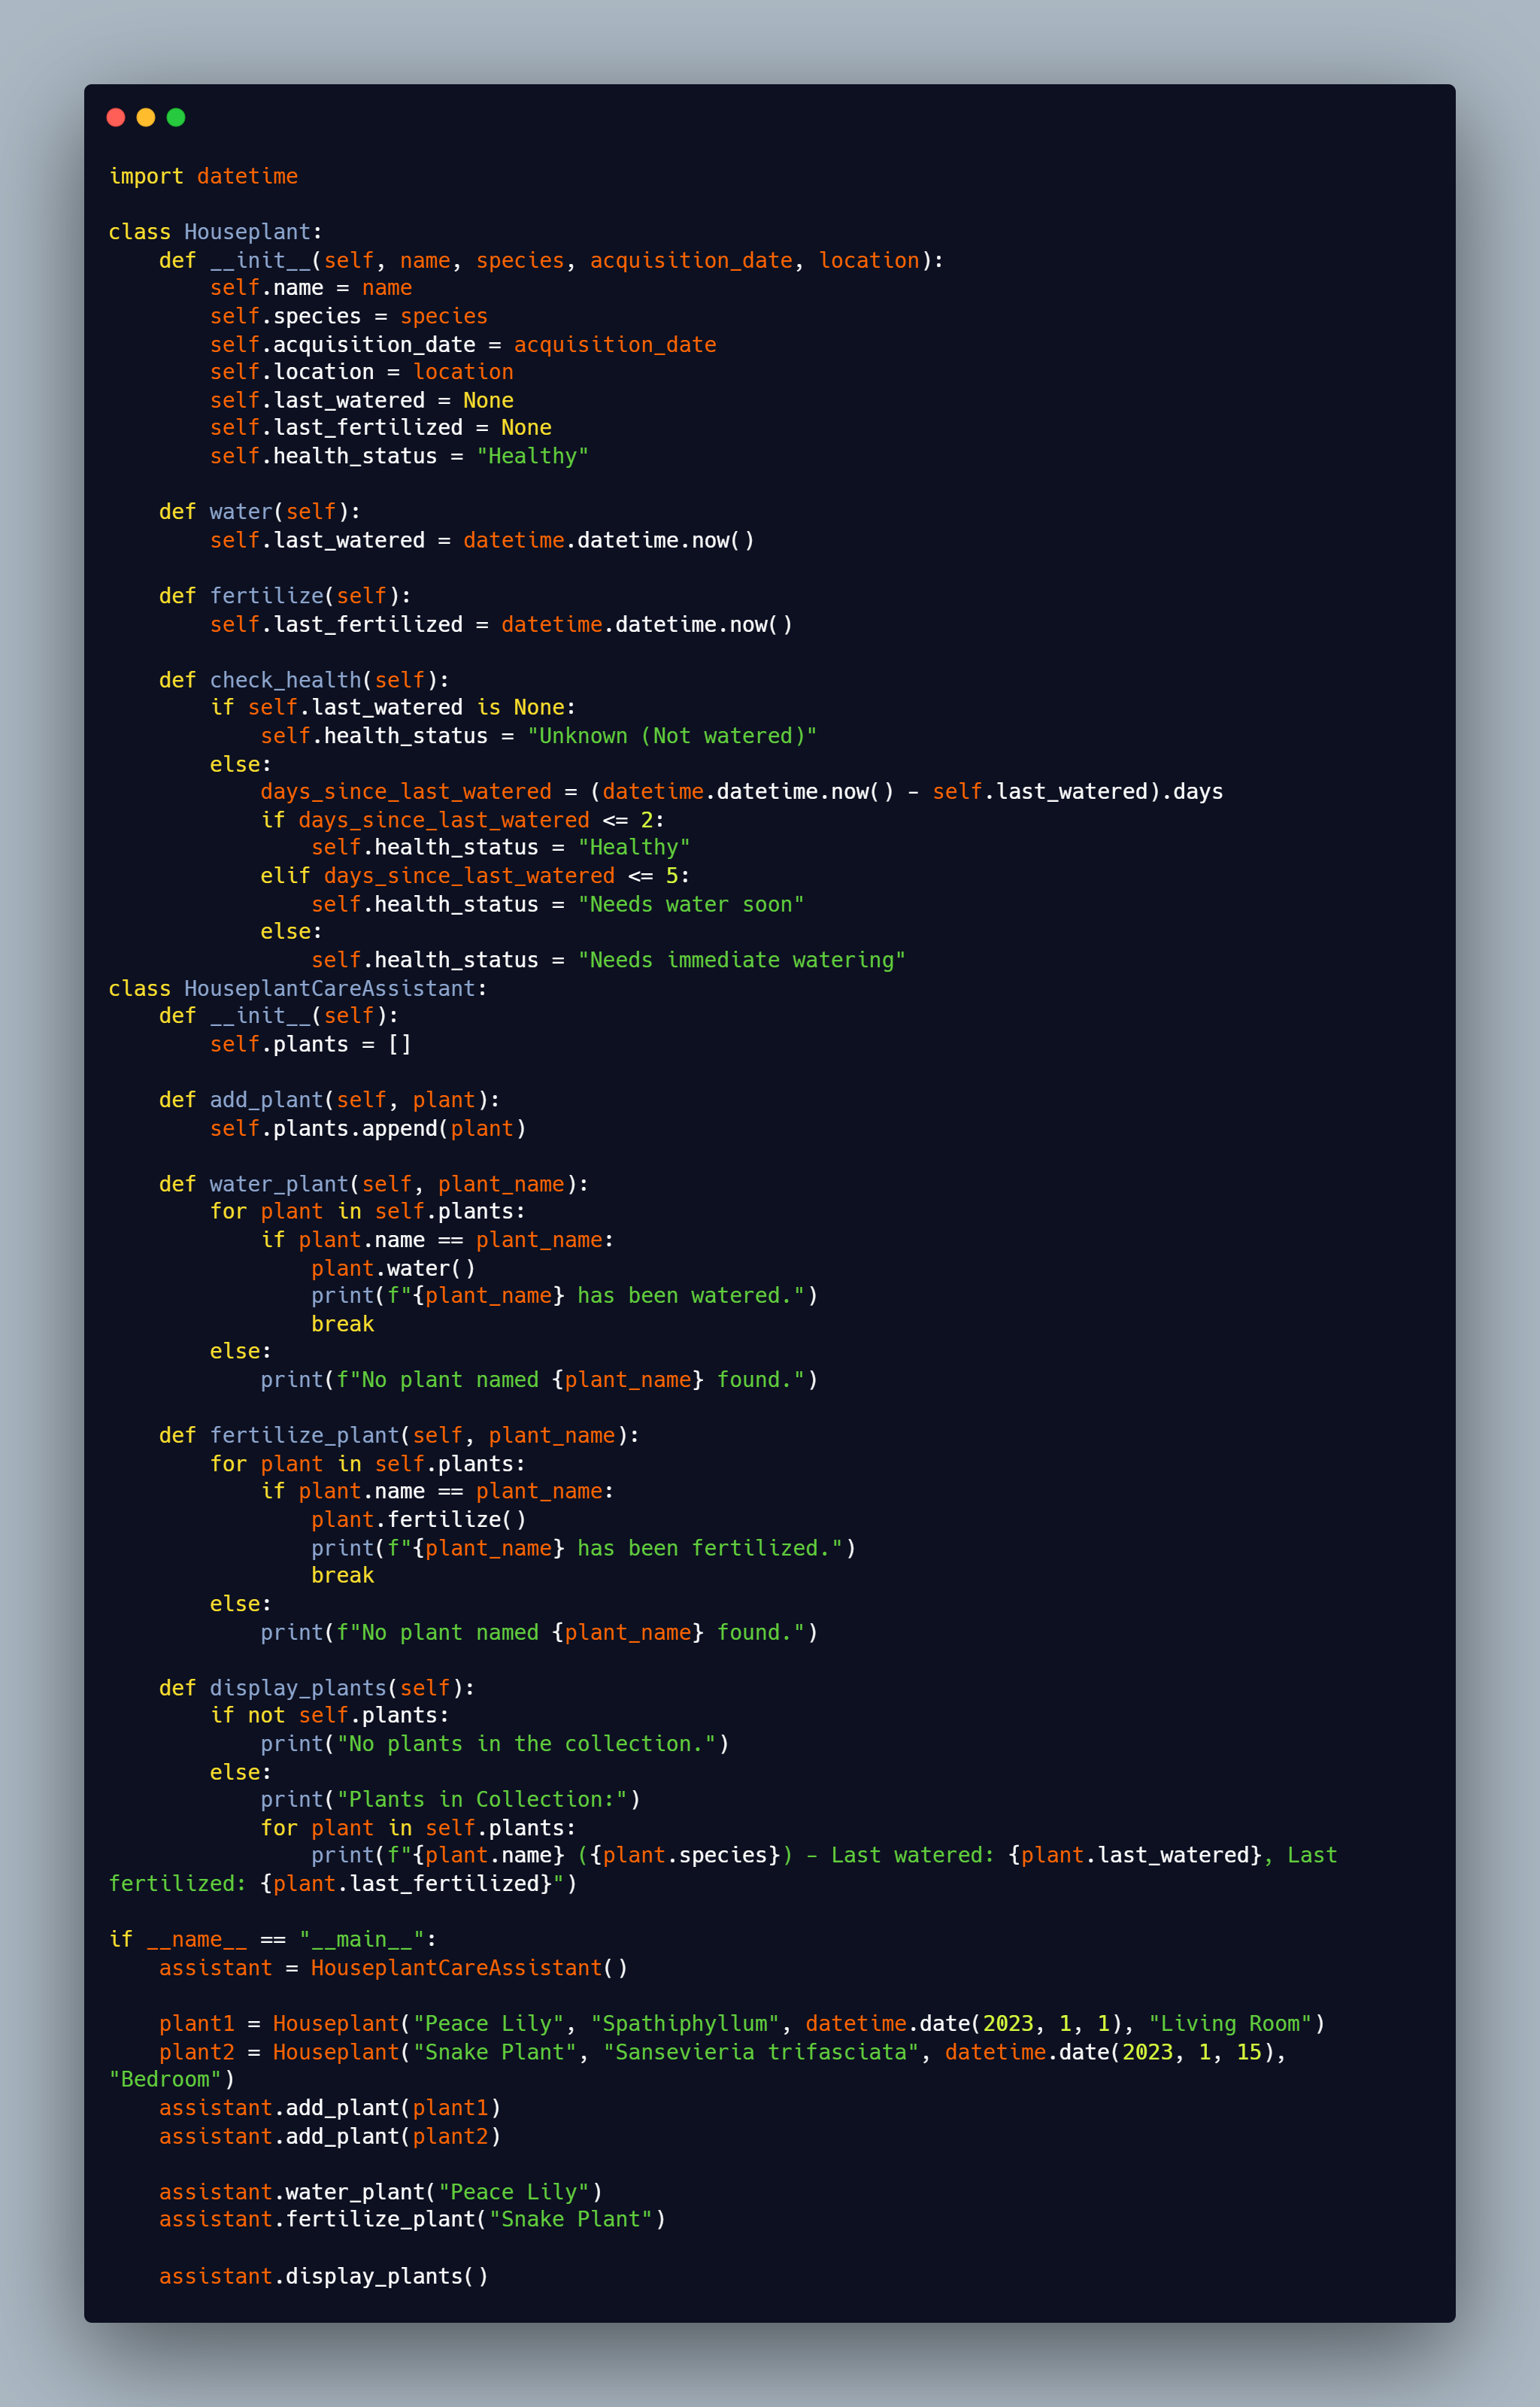 import datetime

class Houseplant:
    def __init__(self, name, species, acquisition_date, location):
        self.name = name
        self.species = species
        self.acquisition_date = acquisition_date
        self.location = location
        self.last_watered = None
        self.last_fertilized = None
        self.health_status = "Healthy"

    def water(self):
        self.last_watered = datetime.datetime.now()

    def fertilize(self):
        self.last_fertilized = datetime.datetime.now()

    def check_health(self):
        if self.last_watered is None:
            self.health_status = "Unknown (Not watered)"
        else:
            days_since_last_watered = (datetime.datetime.now() - self.last_watered).days
            if days_since_last_watered <= 2:
                self.health_status = "Healthy"
            elif days_since_last_watered <= 5:
                self.health_status = "Needs water soon"
            else:
                self.health_status = "Needs immediate watering"
class HouseplantCareAssistant:
    def __init__(self):
        self.plants = []

    def add_plant(self, plant):
        self.plants.append(plant)

    def water_plant(self, plant_name):
        for plant in self.plants:
            if plant.name == plant_name:
                plant.water()
                print(f"{plant_name} has been watered.")
                break
        else:
            print(f"No plant named {plant_name} found.")

    def fertilize_plant(self, plant_name):
        for plant in self.plants:
            if plant.name == plant_name:
                plant.fertilize()
                print(f"{plant_name} has been fertilized.")
                break
        else:
            print(f"No plant named {plant_name} found.")

    def display_plants(self):
        if not self.plants:
            print("No plants in the collection.")
        else:
            print("Plants in Collection:")
            for plant in self.plants:
                print(f"{plant.name} ({plant.species}) - Last watered: {plant.last_watered}, Last
fertilized: {plant.last_fertilized}")

if __name__ == "__main__":
    assistant = HouseplantCareAssistant()

    plant1 = Houseplant("Peace Lily", "Spathiphyllum", datetime.date(2023, 1, 1), "Living Room")
    plant2 = Houseplant("Snake Plant", "Sansevieria trifasciata", datetime.date(2023, 1, 15),
"Bedroom")
    assistant.add_plant(plant1)
    assistant.add_plant(plant2)

    assistant.water_plant("Peace Lily")
    assistant.fertilize_plant("Snake Plant")

    assistant.display_plants()